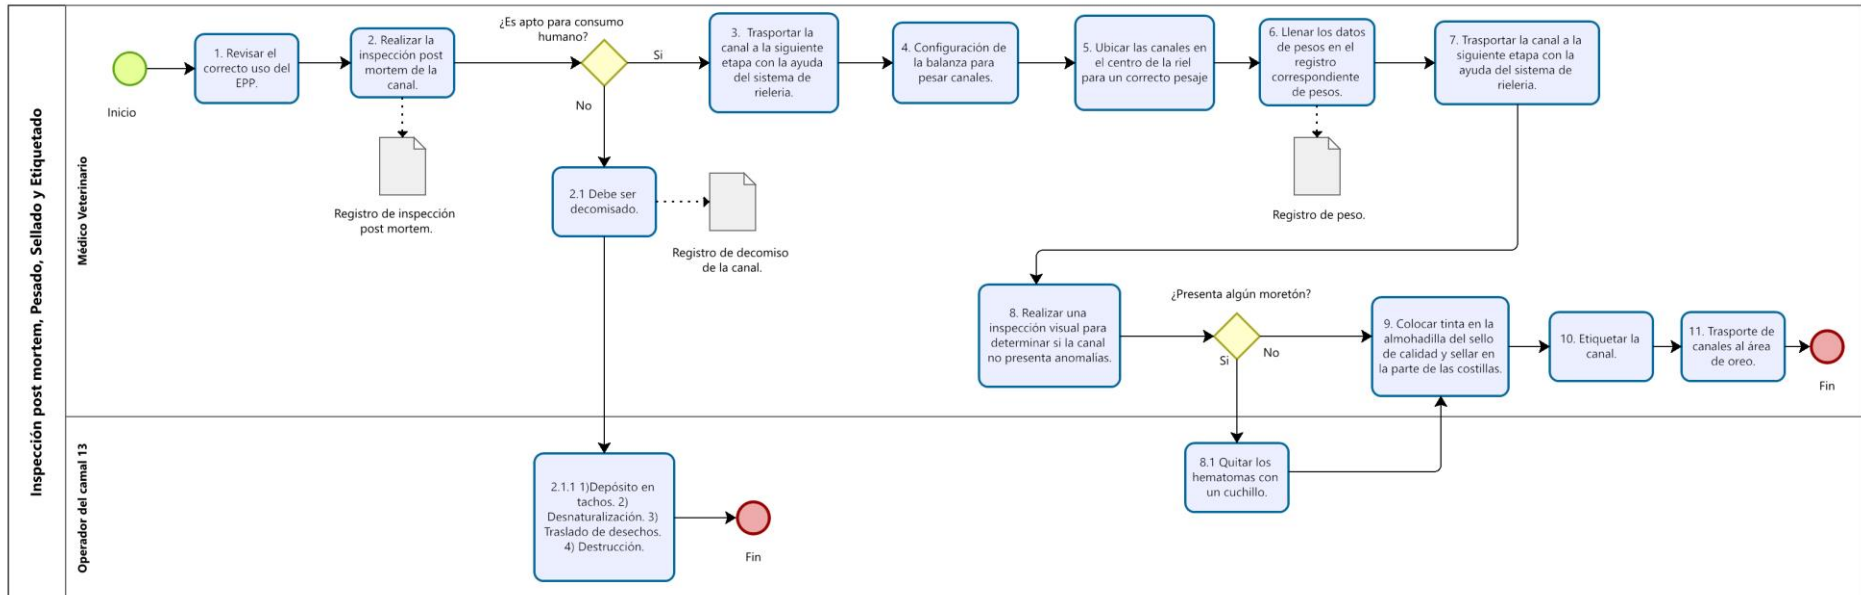 Inspección post mortem, Pesado, Sellado y Etiquetado
Médico Veterinario
Inicio
1. Revisar el
correcto uso del
EPP.
2. Realizar la
inspección post
mortem de la
canal.
Registro de inspección
post mortem.
¿Es apto para consumo
humano?
Si
No
2.1 Debe ser
decomisado.
Registro de decomiso
de la canal.
3. Trasportar la
canal a la siguiente
etapa con la ayuda
del sistema de
rieleria.
4. Configuración de
la balanza para
pesar canales.
5. Ubicar las canales en
el centro de la riel
para un correcto pesaje
6. Llenar los datos
de pesos en el
registro
correspondiente
de pesos.
Registro de peso.
7. Trasportar la canal a la
siguiente etapa con la
ayuda del sistema de
rieleria.
8. Realizar una
inspección visual para
determinar si la canal
no presenta anomalias.
¿Presenta algún moretón?
Si
No
9. Colocar tinta en la
almohadilla del sello
de calidad y sellar en
la parte de las costillas.
10. Etiquetar la
canal.
11. Trasporte de
canales al área
de oreo.
Fin
Operador del camal 13
2.1.1 1)Depósito en
tachos. 2)
Desnaturalización. 3)
Traslado de desechos.
4) Destrucción.
Fin
8.1 Quitar los
hematomas con
un cuchillo.